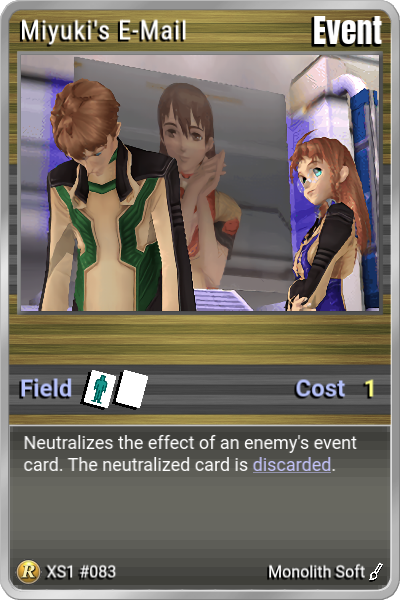 Miyuki's E-Mail Event
Field Cost 1
Neutralizes the effect of an enemy's event
card. The neutralized card is discarded.
R XS1 #083 Monolith Soft